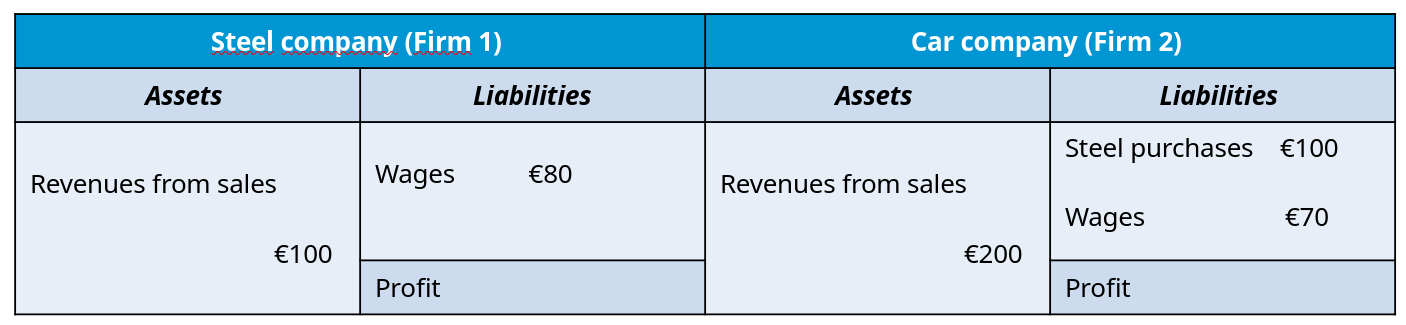 Steel company (Firm 1)
Car company (Firm 2)
Assets
Liabilities
Assets
Liabilities
Revenues from sales
€100
Wages €80
Profit
Revenues from sales
€200
Steel purchases €100
Wages €70
Profit